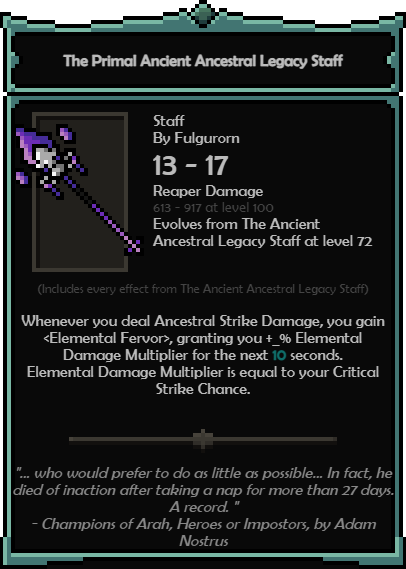 The Primal Ancient Ancestral Legacy Staff
Staff
By Fulgurorn
13 - 17
Reaper Damage
613 - 917 at level 100
Evolves from The Ancient
Ancestral Legacy Staff at level 72
(Includes every effect from The Ancient Ancestral Legacy Staff)
Whenever you deal Ancestral Strike Damage, you gain
<Elemental Fervor>, granting you +_% Elemental
Damage Multiplier for the next 10 seconds.
Elemental Damage Multiplier is equal to your Critical
Strike Chance.
"... who would prefer to do as little as possible... In fact, he
died of inaction after taking a nap for more than 27 days.
A record. "
- Champions of Arah, Heroes or Impostors, by Adam
Nostrus